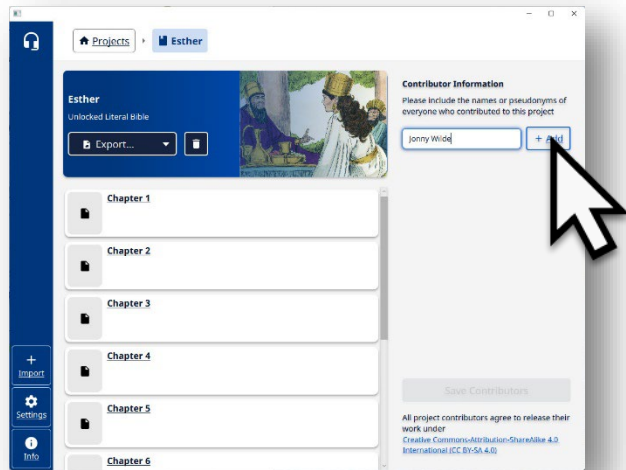 Projects
Esther
Esther
Unlocked Literal Bible
Export...
Chapter 1
Chapter 2
Chapter 3
Chapter 4
Chapter 5
Chapter 6
+
Import
Settings
Info
Contributor Information
Please include the names or pseudonyms of
everyone who contributed to this project
Jonny Wilde
+ Add
Save Contributors
All project contributors agree to release their
work under
Creative Commons-Attribution-ShareAlike 4.0
International (CC BY-SA 4.0)